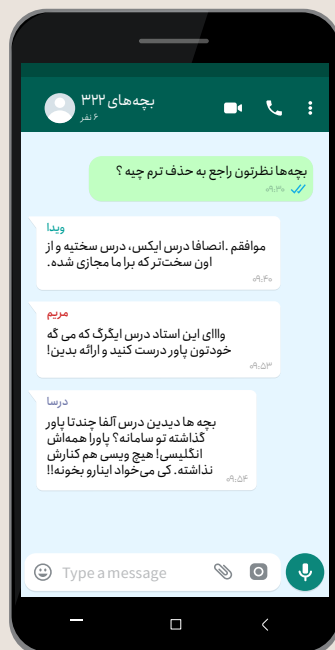 بچه‌های ۳۲۲
۶ نفر
بچه‌ها نظرتون راجع به حذف ترم چیه ؟
۰۹:۳۰
ویدا
موافقم .انصافا درس ایکس، درس سختیه و از
اون سخت‌تر که برا ما مجازی شده.
۰۹:۴۰
مریم
وااای این استاد درس ایگرگ که می گه
خودتون پاور درست کنید و ارائه بدین!
۰۹:۵۳
درسا
بچه ها دیدین درس آلفا چندتا پاور
گذاشته تو سامانه؟ پاورا همه‌اش
انگلیسی! هیچ ویسی هم کنارش
نذاشته. کی می‌خواد اینارو بخونه!!
۰۹:۵۴
Type a message